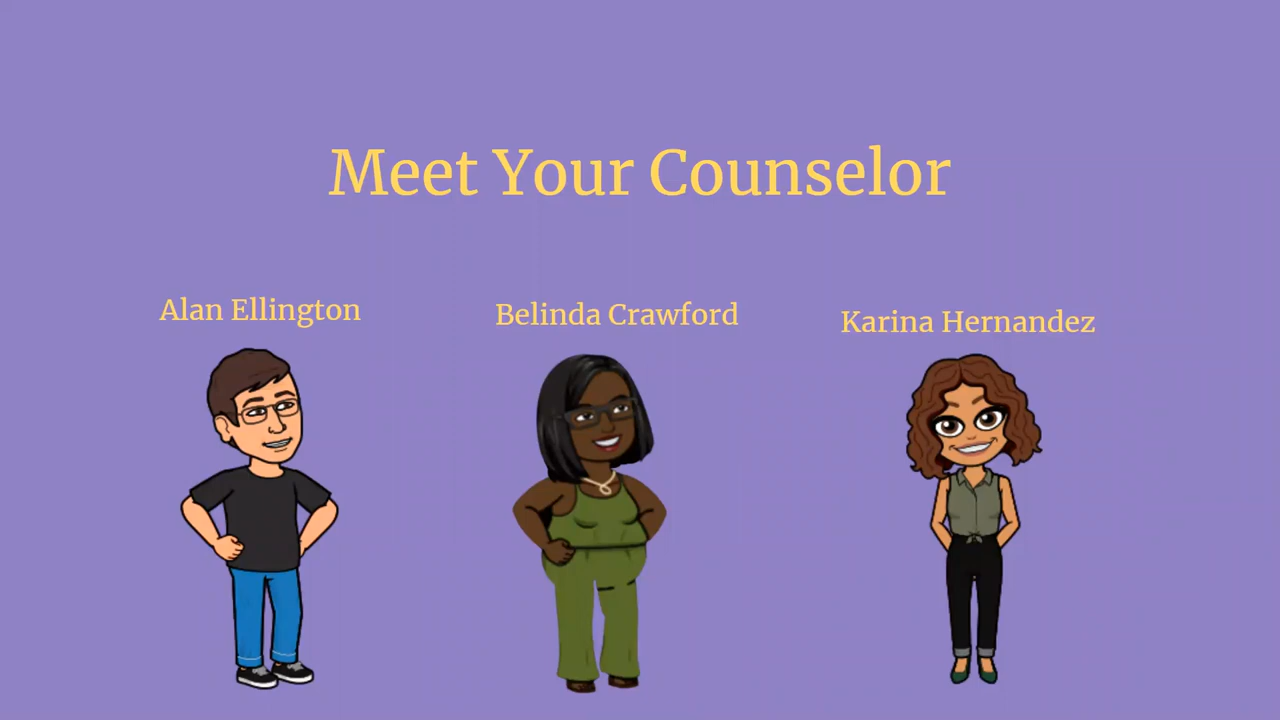 Meet Your Counselor
Alan Ellington
Belinda Crawford
Karina Hernandez